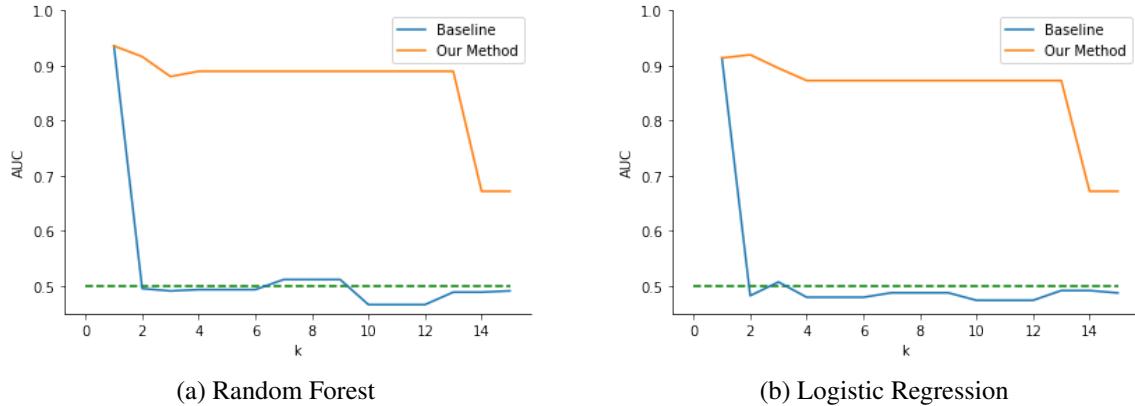 1.0
0.9
0.8
0.7
0.6
0.5
AUC
0 2 4 6 8 10 12 14
k
Baseline
Our Method
(a) Random Forest
1.0
0.9
0.8
0.7
0.6
0.5
AUC
0 2 4 6 8 10 12 14
k
Baseline
Our Method
(b) Logistic Regression